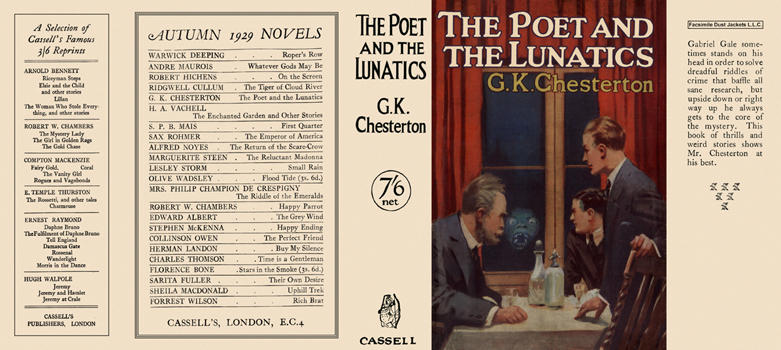 A Selection of
Cassell's Famous
3/6 Reprints
ARNOLD BENNETT
Riceyman Steps
Elsie and the Child
and other stories
Lilian
The Woman Who Stole Every-
thing, and other stories
ROBERT W. CHAMBERS
The Mystery Lady
The Girl in Golden Rags
The Gold Chase
COMPTON MACKENZIE
Fairy Gold, Coral
The Vanity Girl
Rogues and Vagabonds
E. TEMPLE THURSTON
The Rossetti, and other tales
Charmeuse
ERNEST RAYMOND
Daphne Bruno
The Fulfilment of Daphne Bruno
Tell England
Damascus Gate
Rossenal
Wanderlight
Morris in the Dance
HUGH WALPOLE
Jeremy
Jeremy and Hamlet
Jeremy at Crale
CASSELL'S
PUBLISHERS, LONDON
AUTUMN 1929 NOVELS
WARWICK DEEPING . . Roper's Row
ANDRE MAUROIS . Whatever Gods May Be
ROBERT HICHENS . . On the Screen
RIDGWELL CULLUM . The Tiger of Cloud River
G. K. CHESTERTON The Poet and the Lunatics
H. A. VACHELL
The Enchanted Garden and Other Stories
S. P. B. MAIS . . . First Quarter
SAX ROHMER . The Emperor of America
ALFRED NOYES . The Return of the Scare-Crow
MARGUERITE STEEN . The Reluctant Madonna
LESLEY STORM . . . Small Rain
OLIVE WADSLEY . . Flood Tide (3s. 6d.)
MRS. PHILIP CHAMPION DE CRESPIGNY
The Riddle of the Emeralds
ROBERT W. CHAMBERS . Happy Parrot
EDWARD ALBERT . . The Grey Wind
STEPHEN McKENNA . . Happy Ending
COLLINSON OWEN . . The Perfect Friend
HERMAN LANDON . . Buy My Silence
CHARLES THOMSON . . Time is a Gentleman
FLORENCE BONE . Stars in the Smoke (3s. 6d.)
SARITA FULLER . . Their Own Desire
SHEILA MACDONALD . . Uphill Trek
FORREST WILSON . . . Rich Brat
CASSELL'S, LONDON, E.C.4
THE POET
AND THE
LUNATICS
G.K.
Chesterton
7/6
net
CASSELL
THE POET AND
THE LUNATICS
G.K.Chesterton
Facsimile Dust Jackets L.L.C.
Gabriel Gale some-
times stands on his
head in order to solve
dreadful riddles of
crime that baffle all
sane research, but
upside down or right
way up he always
gets to the core of
the mystery. This
book of thrills and
weird stories shows
Mr. Chesterton at
his best.